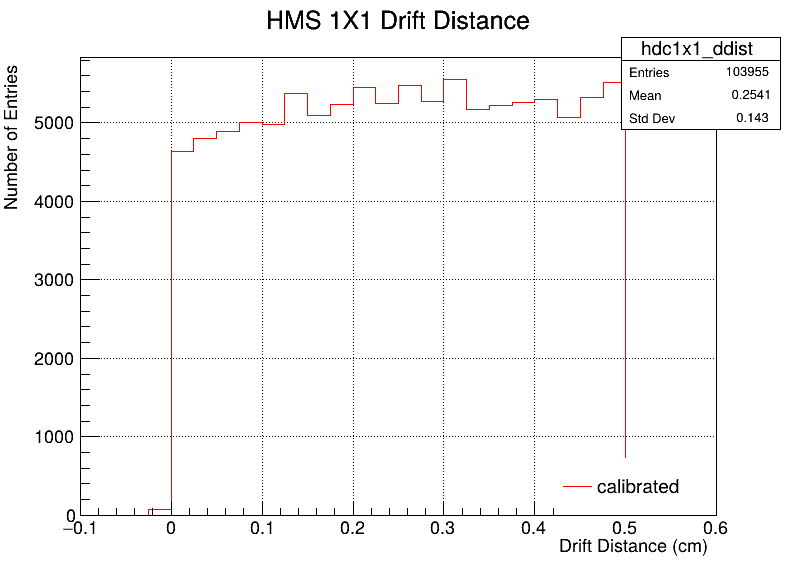 HMS 1X1 Drift Distance
hdc1x1_ddist
Entries 103955
Mean 0.2541
Std Dev 0.143
Number of Entries
5000
4000
3000
2000
1000
0
−0.1 0 0.1 0.2 0.3 0.4 0.5 0.6
Drift Distance (cm)
calibrated